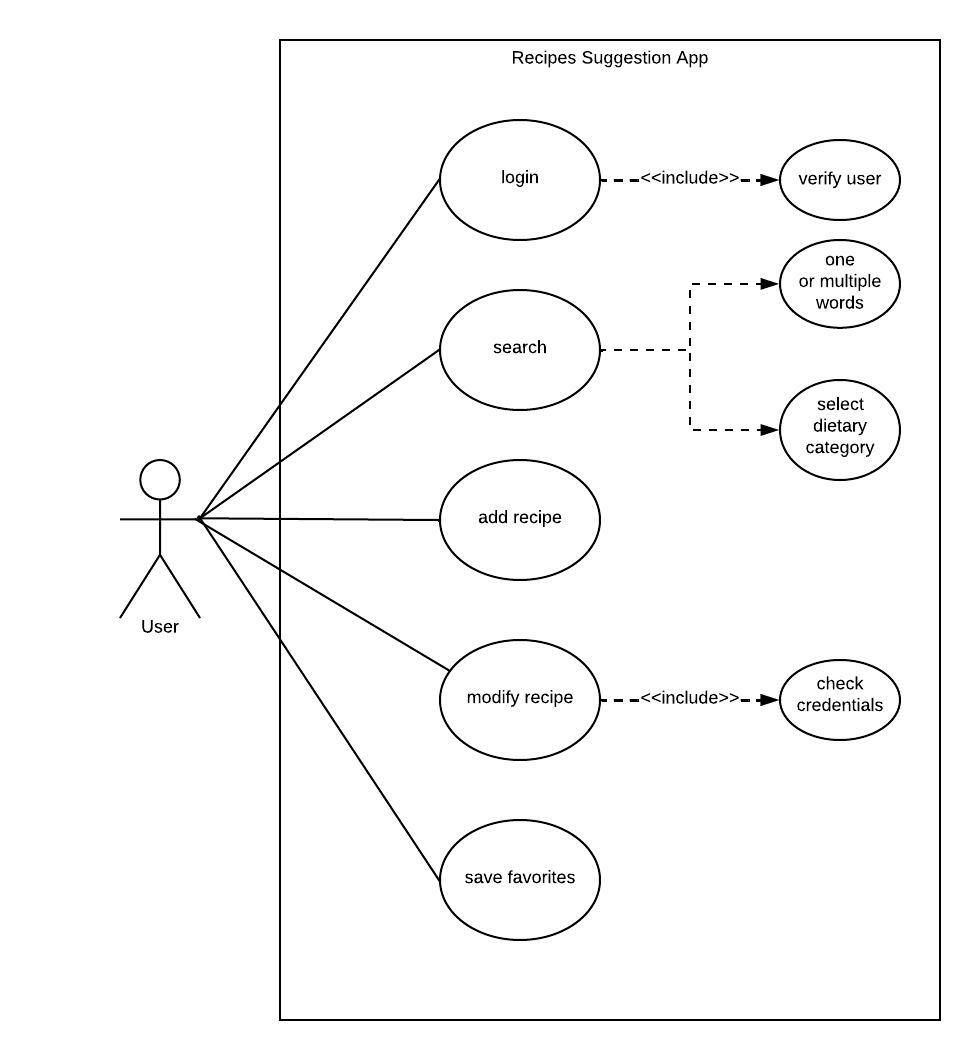 Recipes Suggestion App
login
<<include>>
verify user
one
or multiple
words
search
select
dietary
category
add recipe
User
modify recipe
<<include>>
check
credentials
save favorites